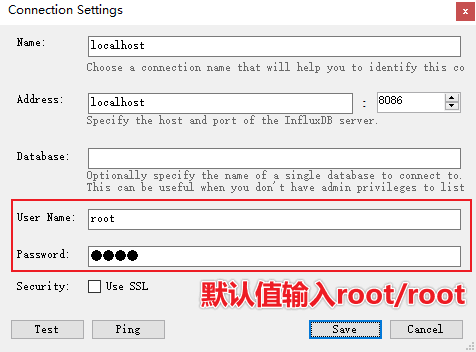 Connection Settings
x
Name:
localhost
Choose a connection name that will help you to identify this co
Address:
localhost
:
8086
Specify the host and port of the InfluxDB server.
Database:
Optionally specify the name of a single database to connect to.
This can be useful when you don't have admin privileges to list
User Name:
root
Password:
●●●●
Security:
Use SSL
默认值输入root/root
Test
Ping
Save
Cancel